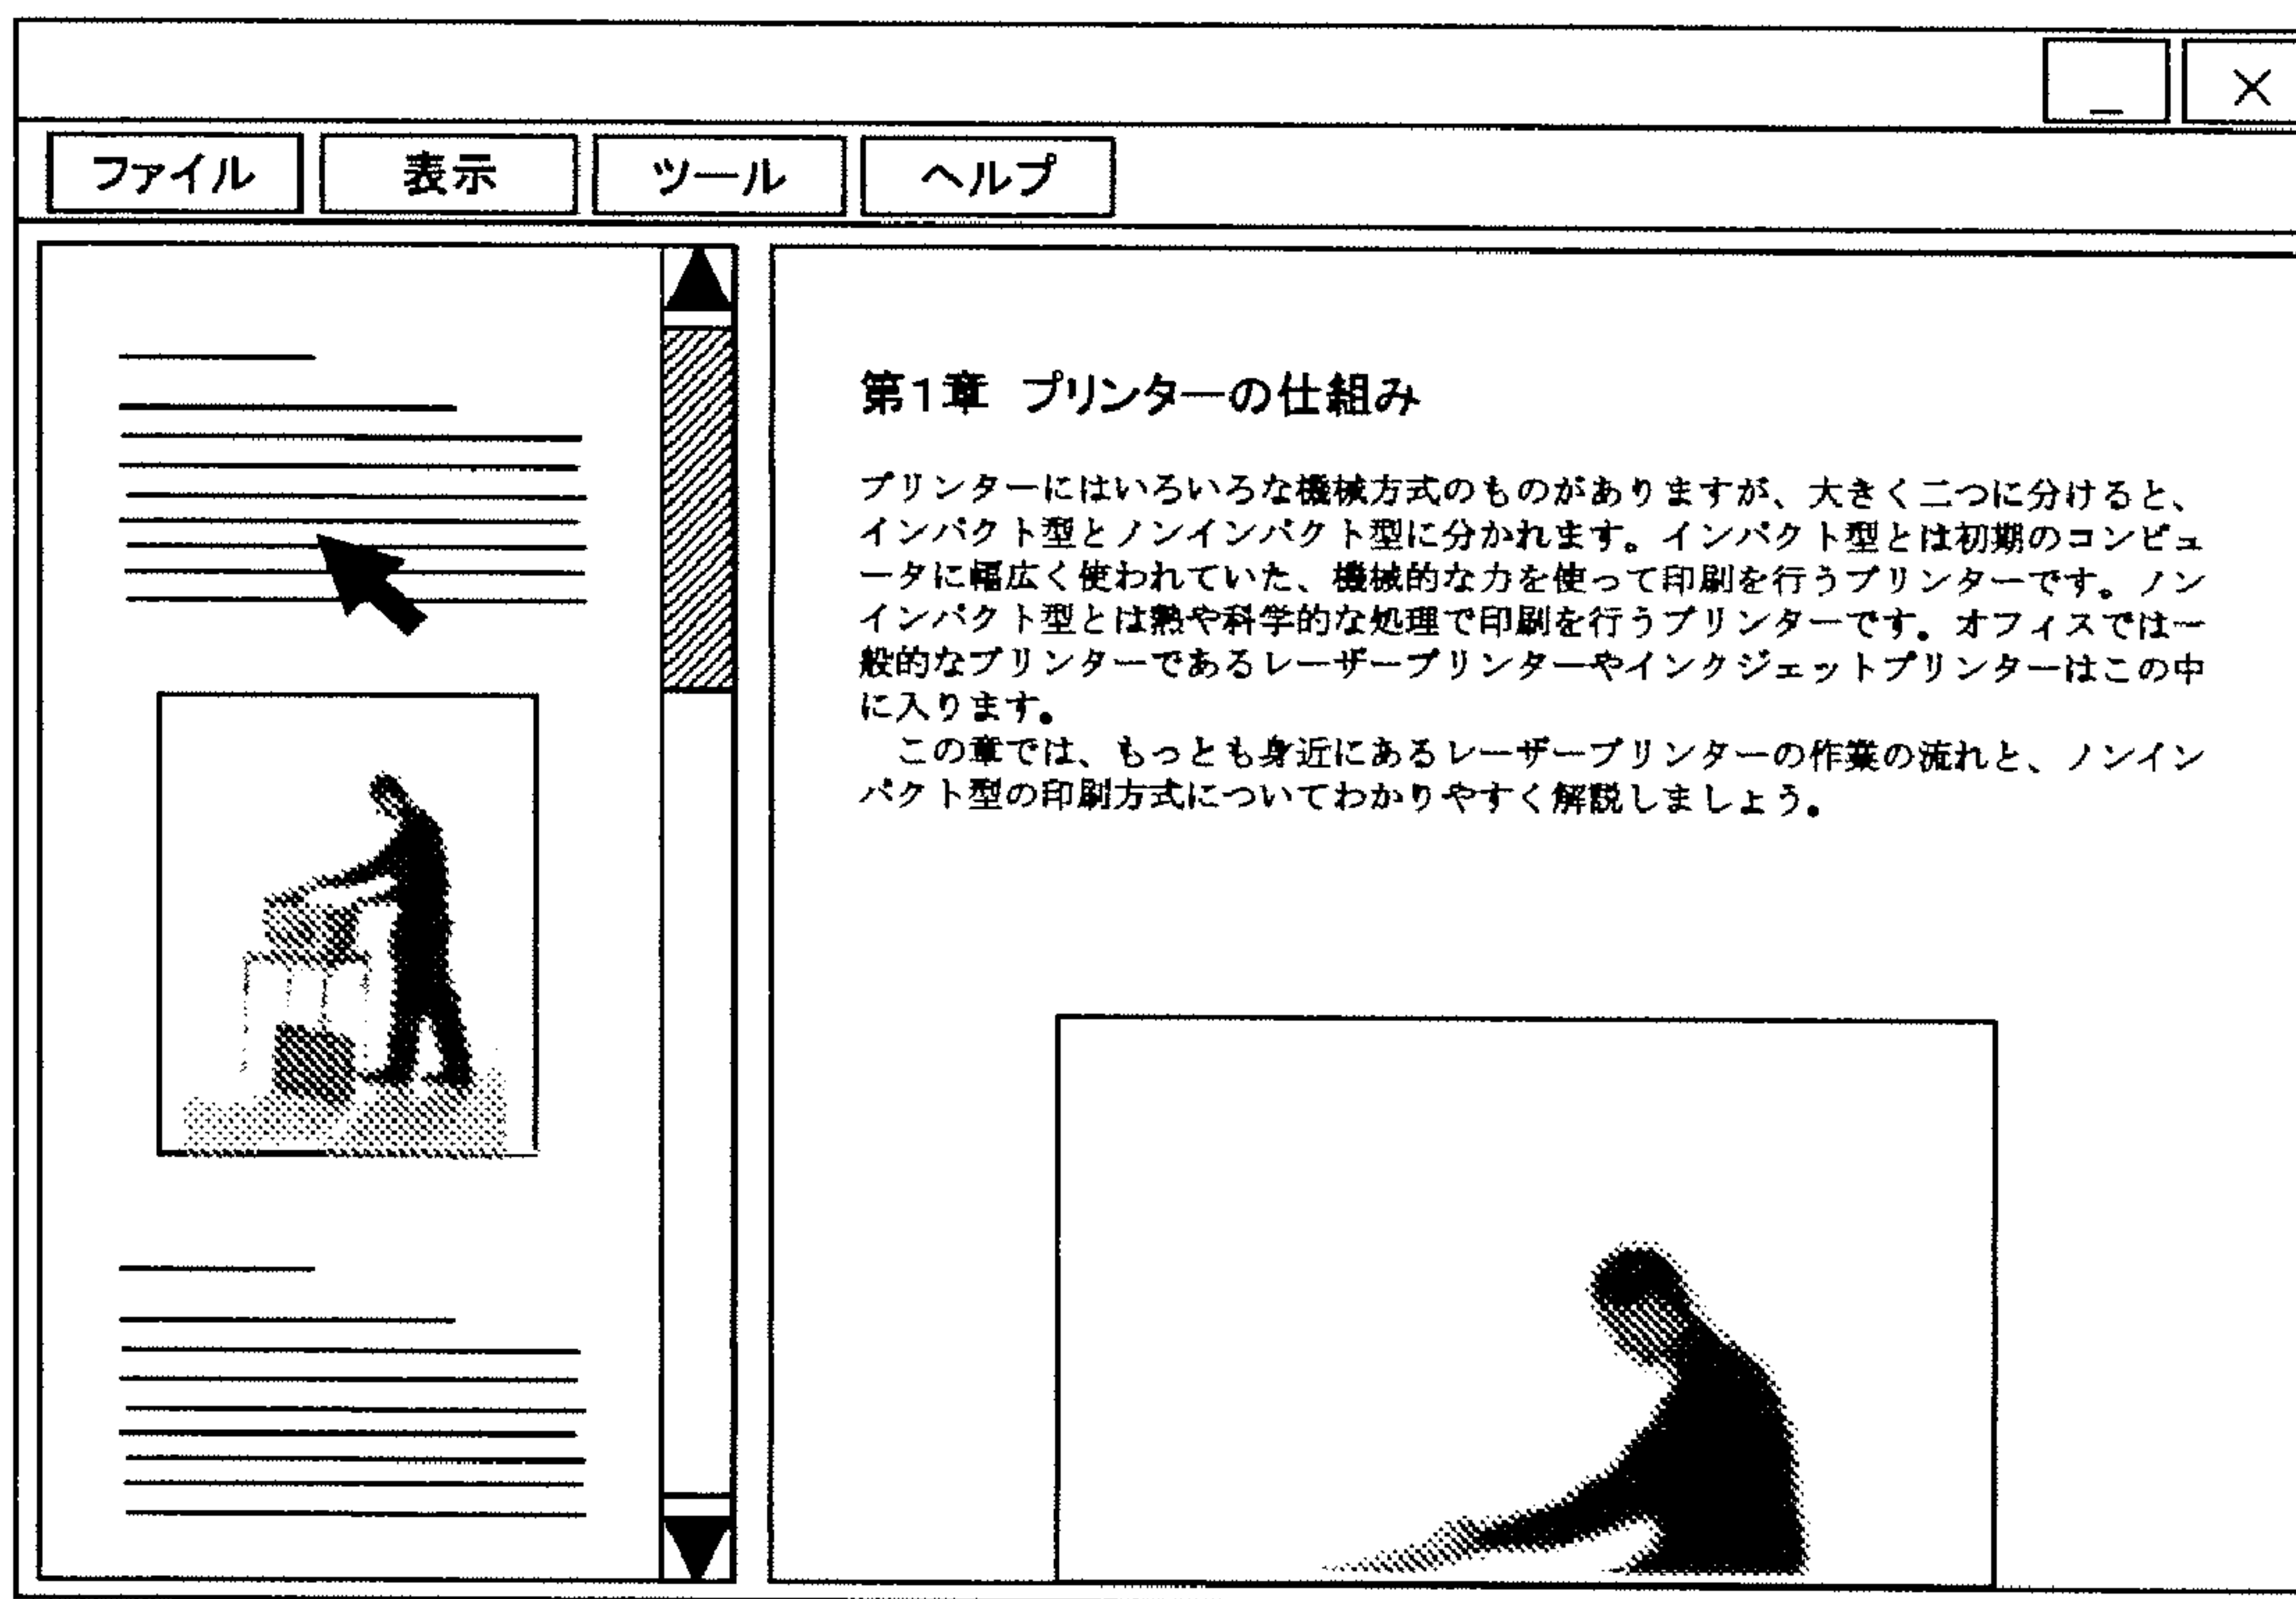 ファイル 表示 ツール ヘルプ
第1章 プリンターの仕組み
プリンターにはいろいろな機械方式のものがありますが、大きく二つに分けると、
インパクト型とノンインパクト型に分かれます。インパクト型とは初期のコンピュ
ータに幅広く使われていた、機械的な力を使って印刷を行うプリンターです。ノン
インパクト型とは熱や科学的な処理で印刷を行うプリンターです。オフィスでは一
般的なプリンターであるレーザープリンターやインクジェットプリンターはこの中
に入ります。
　この章では、もっとも身近にあるレーザープリンターの作業の流れと、ノンイン
パクト型の印刷方式についてわかりやすく解説しましょう。